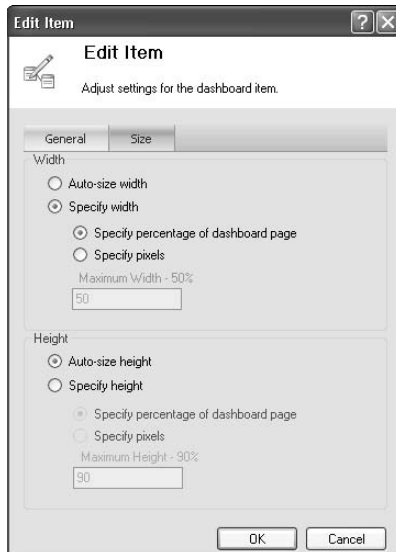 Edit Item
Edit Item
Adjust settings for the dashboard item.
General Size
Width
Auto-size width
Specify width
Specify percentage of dashboard page
Specify pixels
Maximum Width - 50%
50
Height
Auto-size height
Specify height
Specify percentage of dashboard page
Specify pixels
Maximum Height - 90%
90
OK Cancel